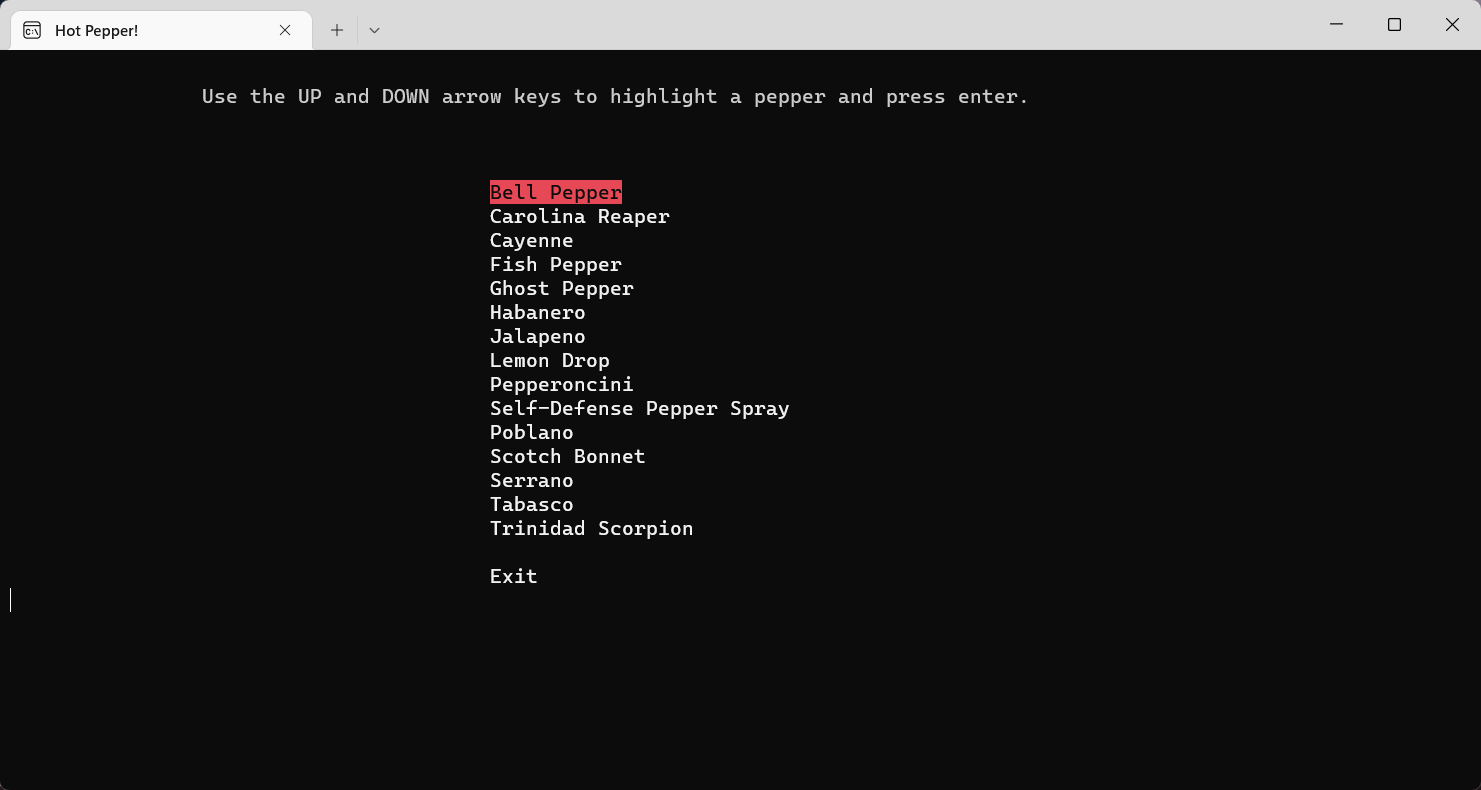 Hot Pepper!
Use the UP and DOWN arrow keys to highlight a pepper and press enter.
Bell Pepper
Carolina Reaper
Cayenne
Fish Pepper
Ghost Pepper
Habanero
Jalapeno
Lemon Drop
Pepperoncini
Self-Defense Pepper Spray
Poblano
Scotch Bonnet
Serrano
Tabasco
Trinidad Scorpion
Exit